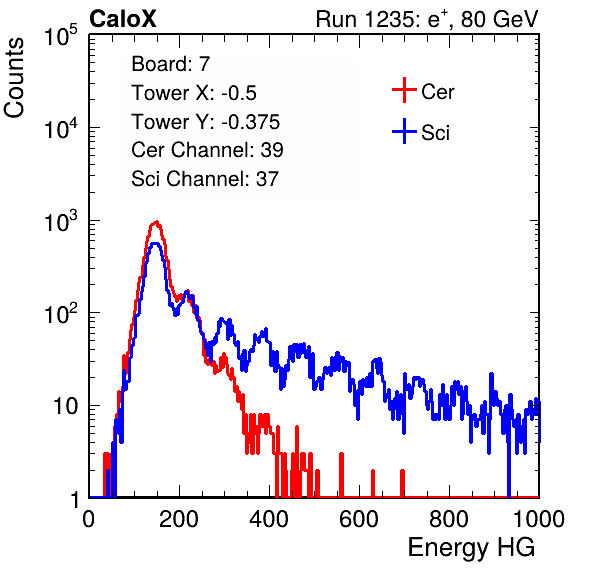 CaloX Run 1235: e⁺, 80 GeV
Counts
Board: 7
Tower X: -0.5
Tower Y: -0.375
Cer Channel: 39
Sci Channel: 37
Cer
Sci
10⁵
10⁴
10³
10²
10
1
0 200 400 600 800 1000
Energy HG